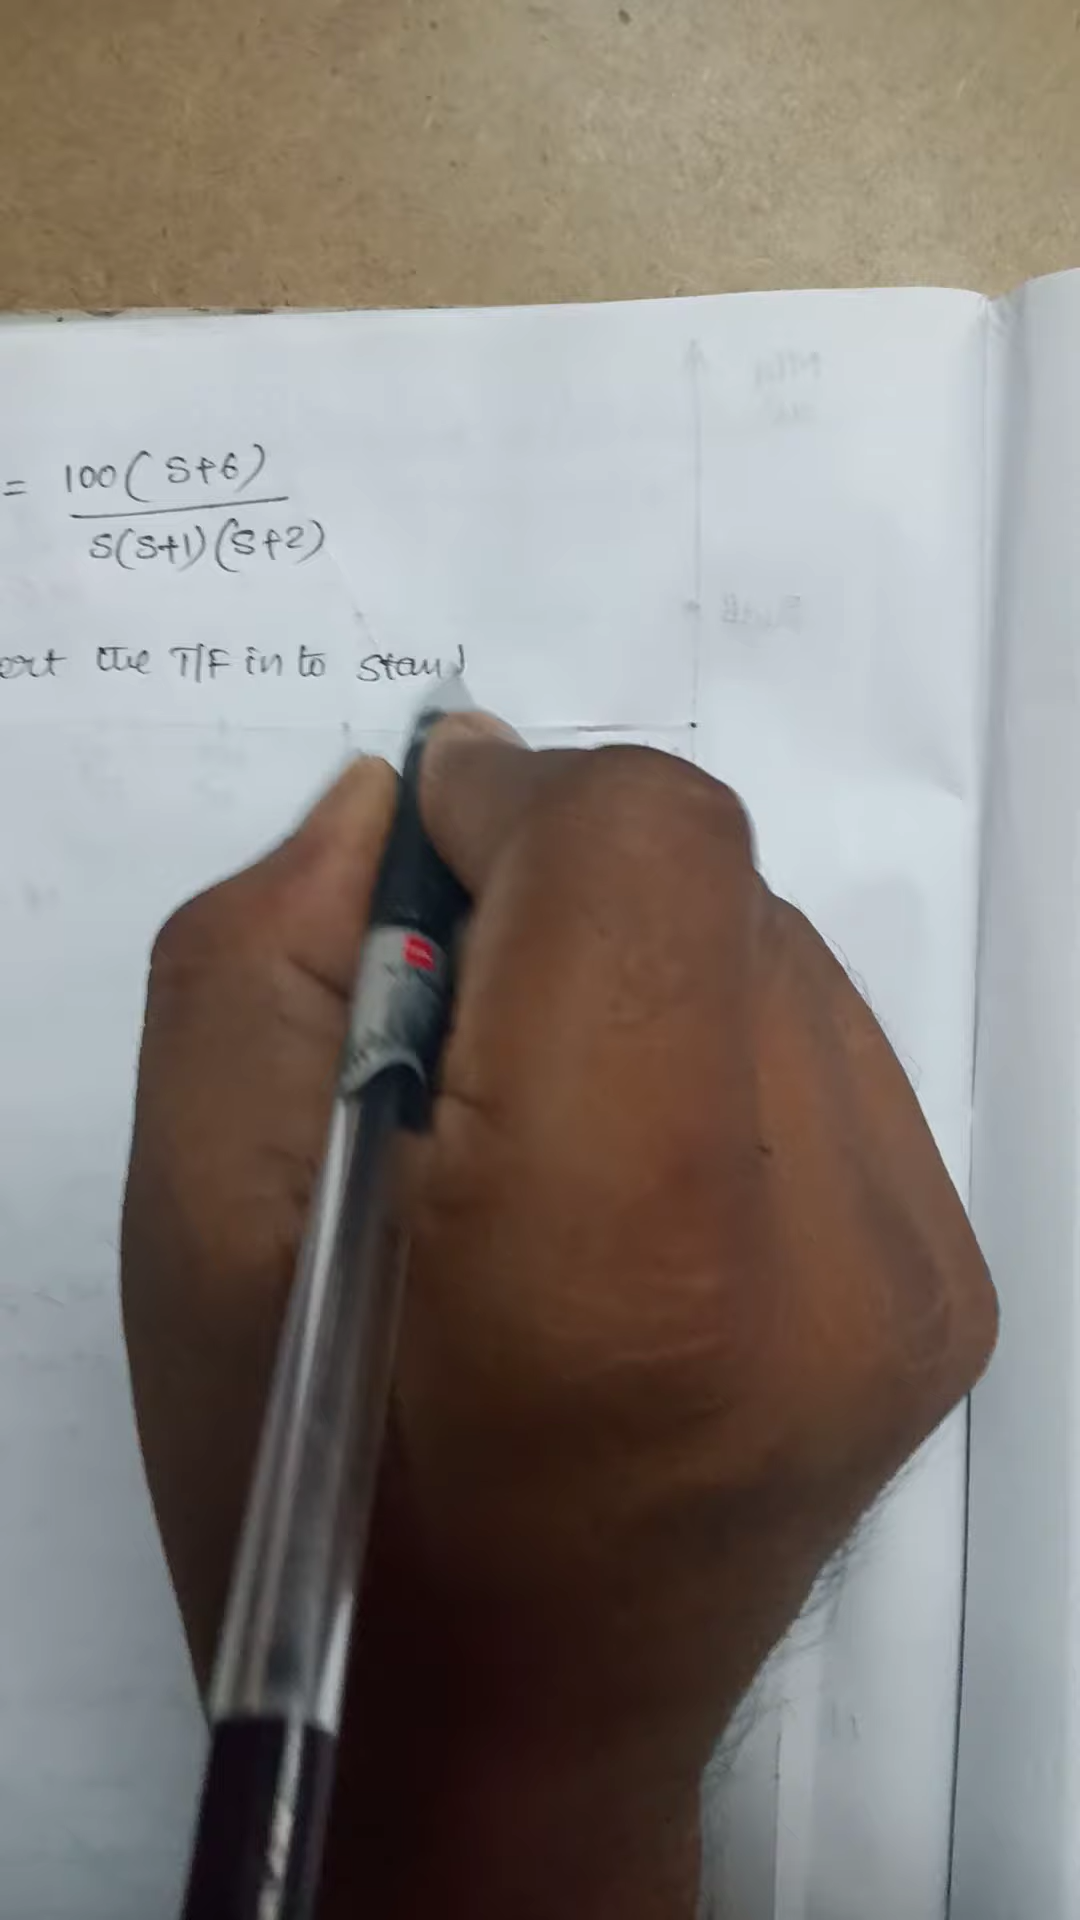 = 100(S+6)
S(S+1)(S+2)
ert the T/F in to stand